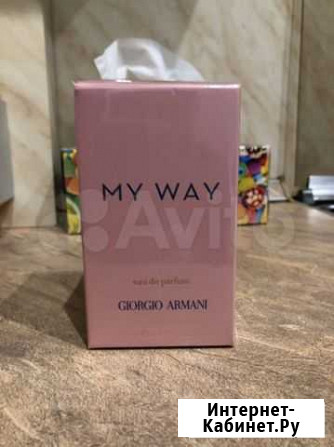 MY WAY
Avito
eau de parfum
GIORGIO ARMANI
Интернет-
Кабинет.Ру